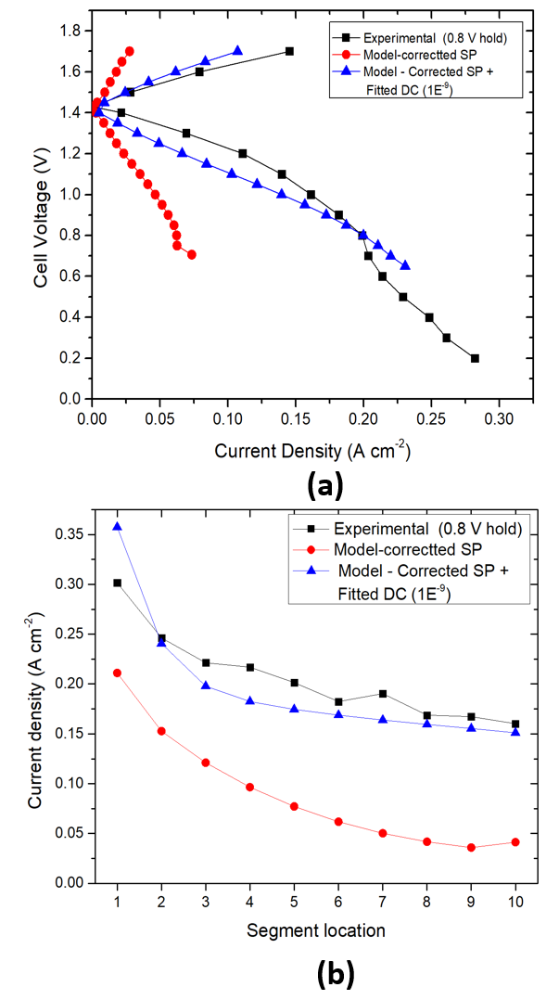 1.8
1.6
1.4
1.2
1.0
0.8
0.6
0.4
0.2
0.0
Cell Voltage (V)
Experimental (0.8 V hold)
Model-correctted SP
Model - Corrected SP +
Fitted DC (1E⁻⁹)
0.00 0.05 0.10 0.15 0.20 0.25 0.30
Current Density (A cm⁻²)
(a)
0.35
0.30
0.25
0.20
0.15
0.10
0.05
0.00
Current density (A cm⁻²)
Experimental (0.8 V hold)
Model-correctted SP
Model - Corrected SP +
Fitted DC (1E⁻⁹)
1 2 3 4 5 6 7 8 9 10
Segment location
(b)